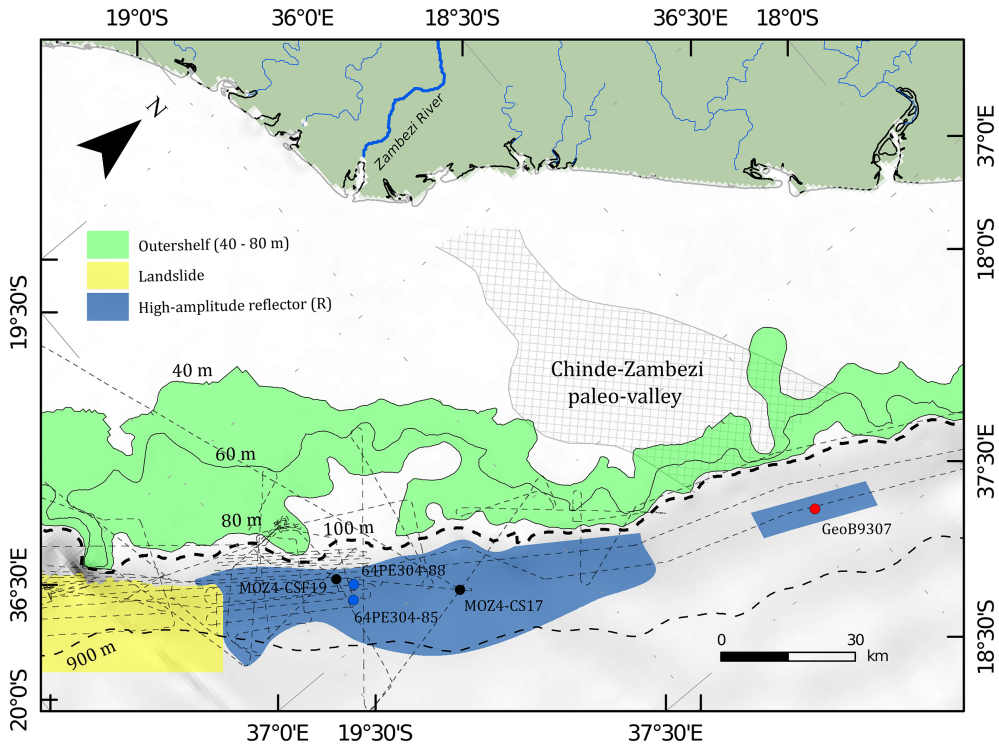 19°0'S
36°0'E
18°30'S
36°30'E
18°0'S
N
Zambezi River
37°0'E
Outershelf (40 - 80 m)
Landslide
High-amplitude reflector (R)
18°0'S
19°30'S
40 m
Chinde-Zambezi
paleo-valley
60 m
37°30'E
80 m
100 m
GeoB9307
36°30'E
64PE304-88
MOZ4-CSF19
MOZ4-CS17
64PE304-85
900 m
0
30
km
18°30'S
20°0'S
37°0'E
19°30'S
37°30'E